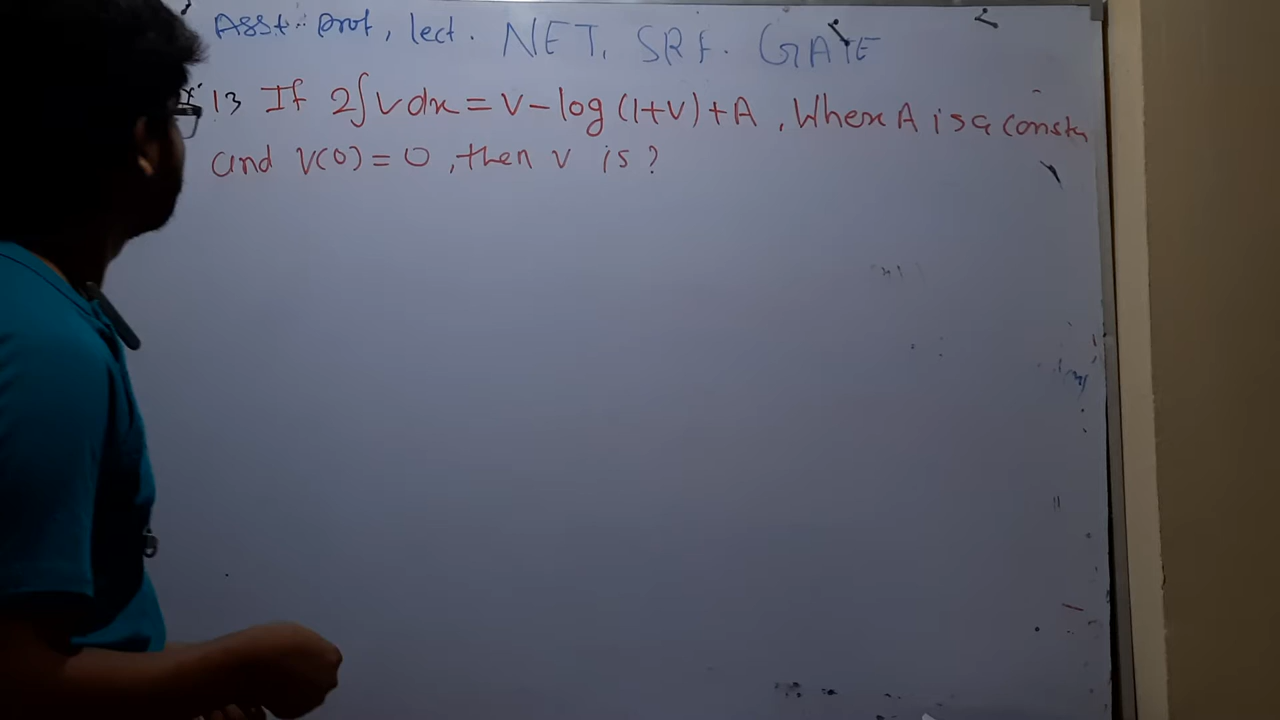 Asst. prof, lect. NET, SRF. GATE
13 If 2∫v dx = v - log (1+v) + A, Where A is a consta
and v(0) = 0, then v is?